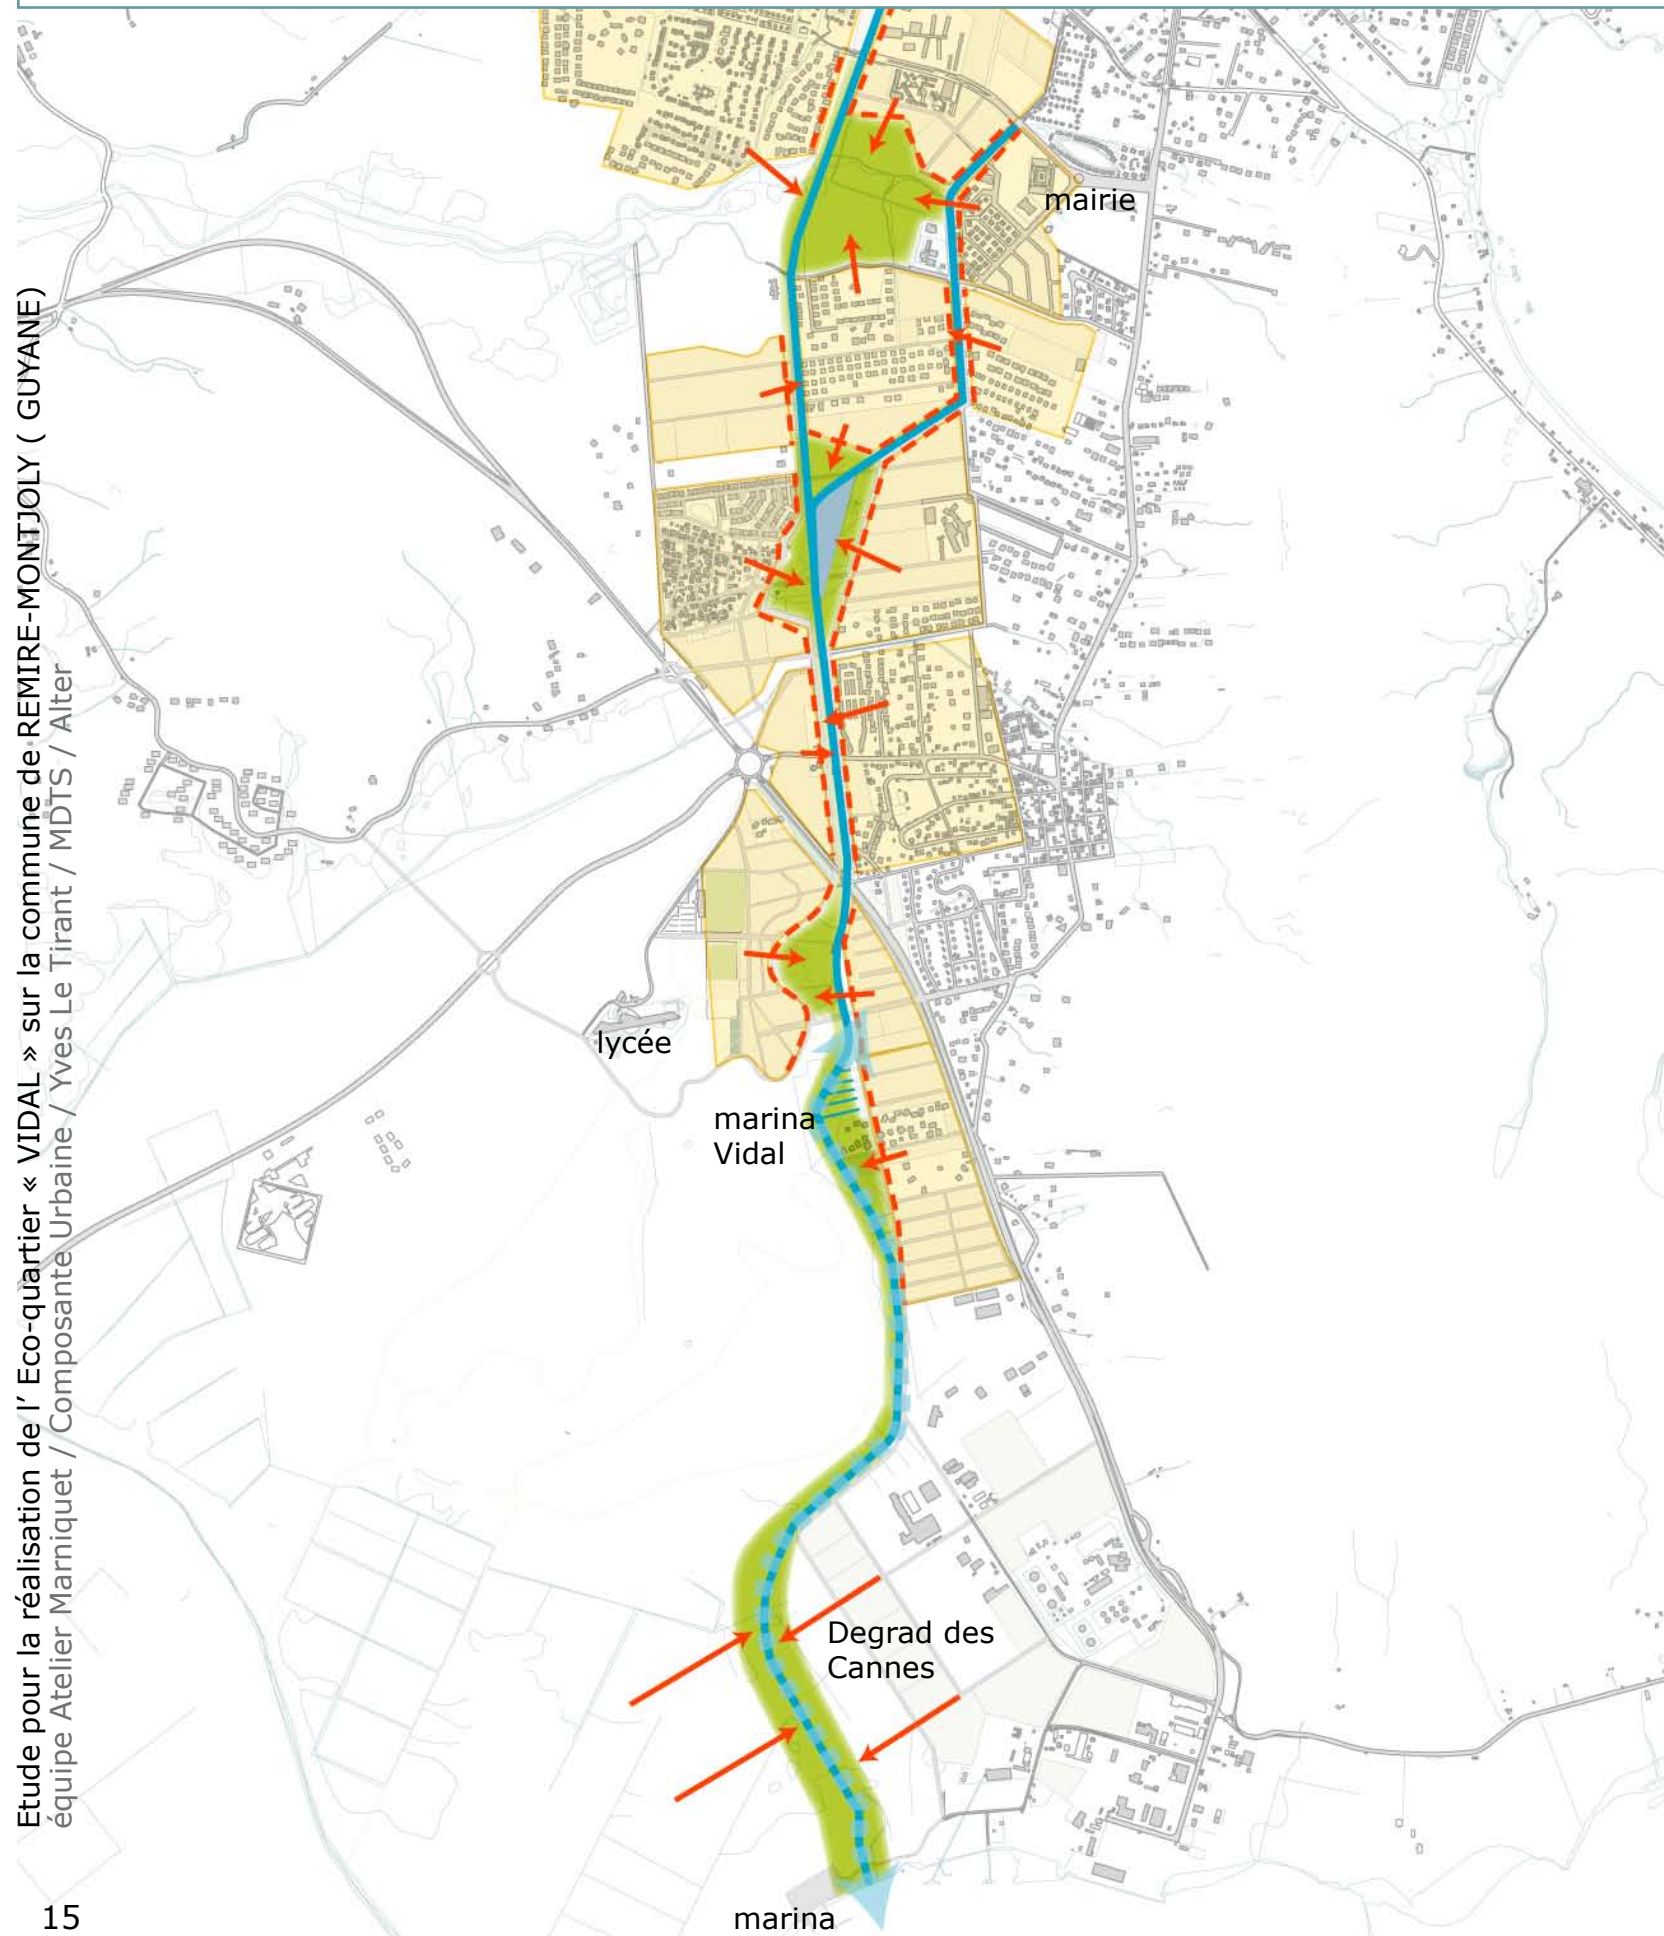 mairie
lycée
marina
Vidal
Degrad des
Cannes
marina
Etude pour la réalisation de l’ Eco-quartier « VIDAL » sur la commune de REMIRE-MONTJOLY ( GUYANE)
équipe Atelier Marniquet / Composante Urbaine / Yves Le Tirant / MDTS / Alter
15